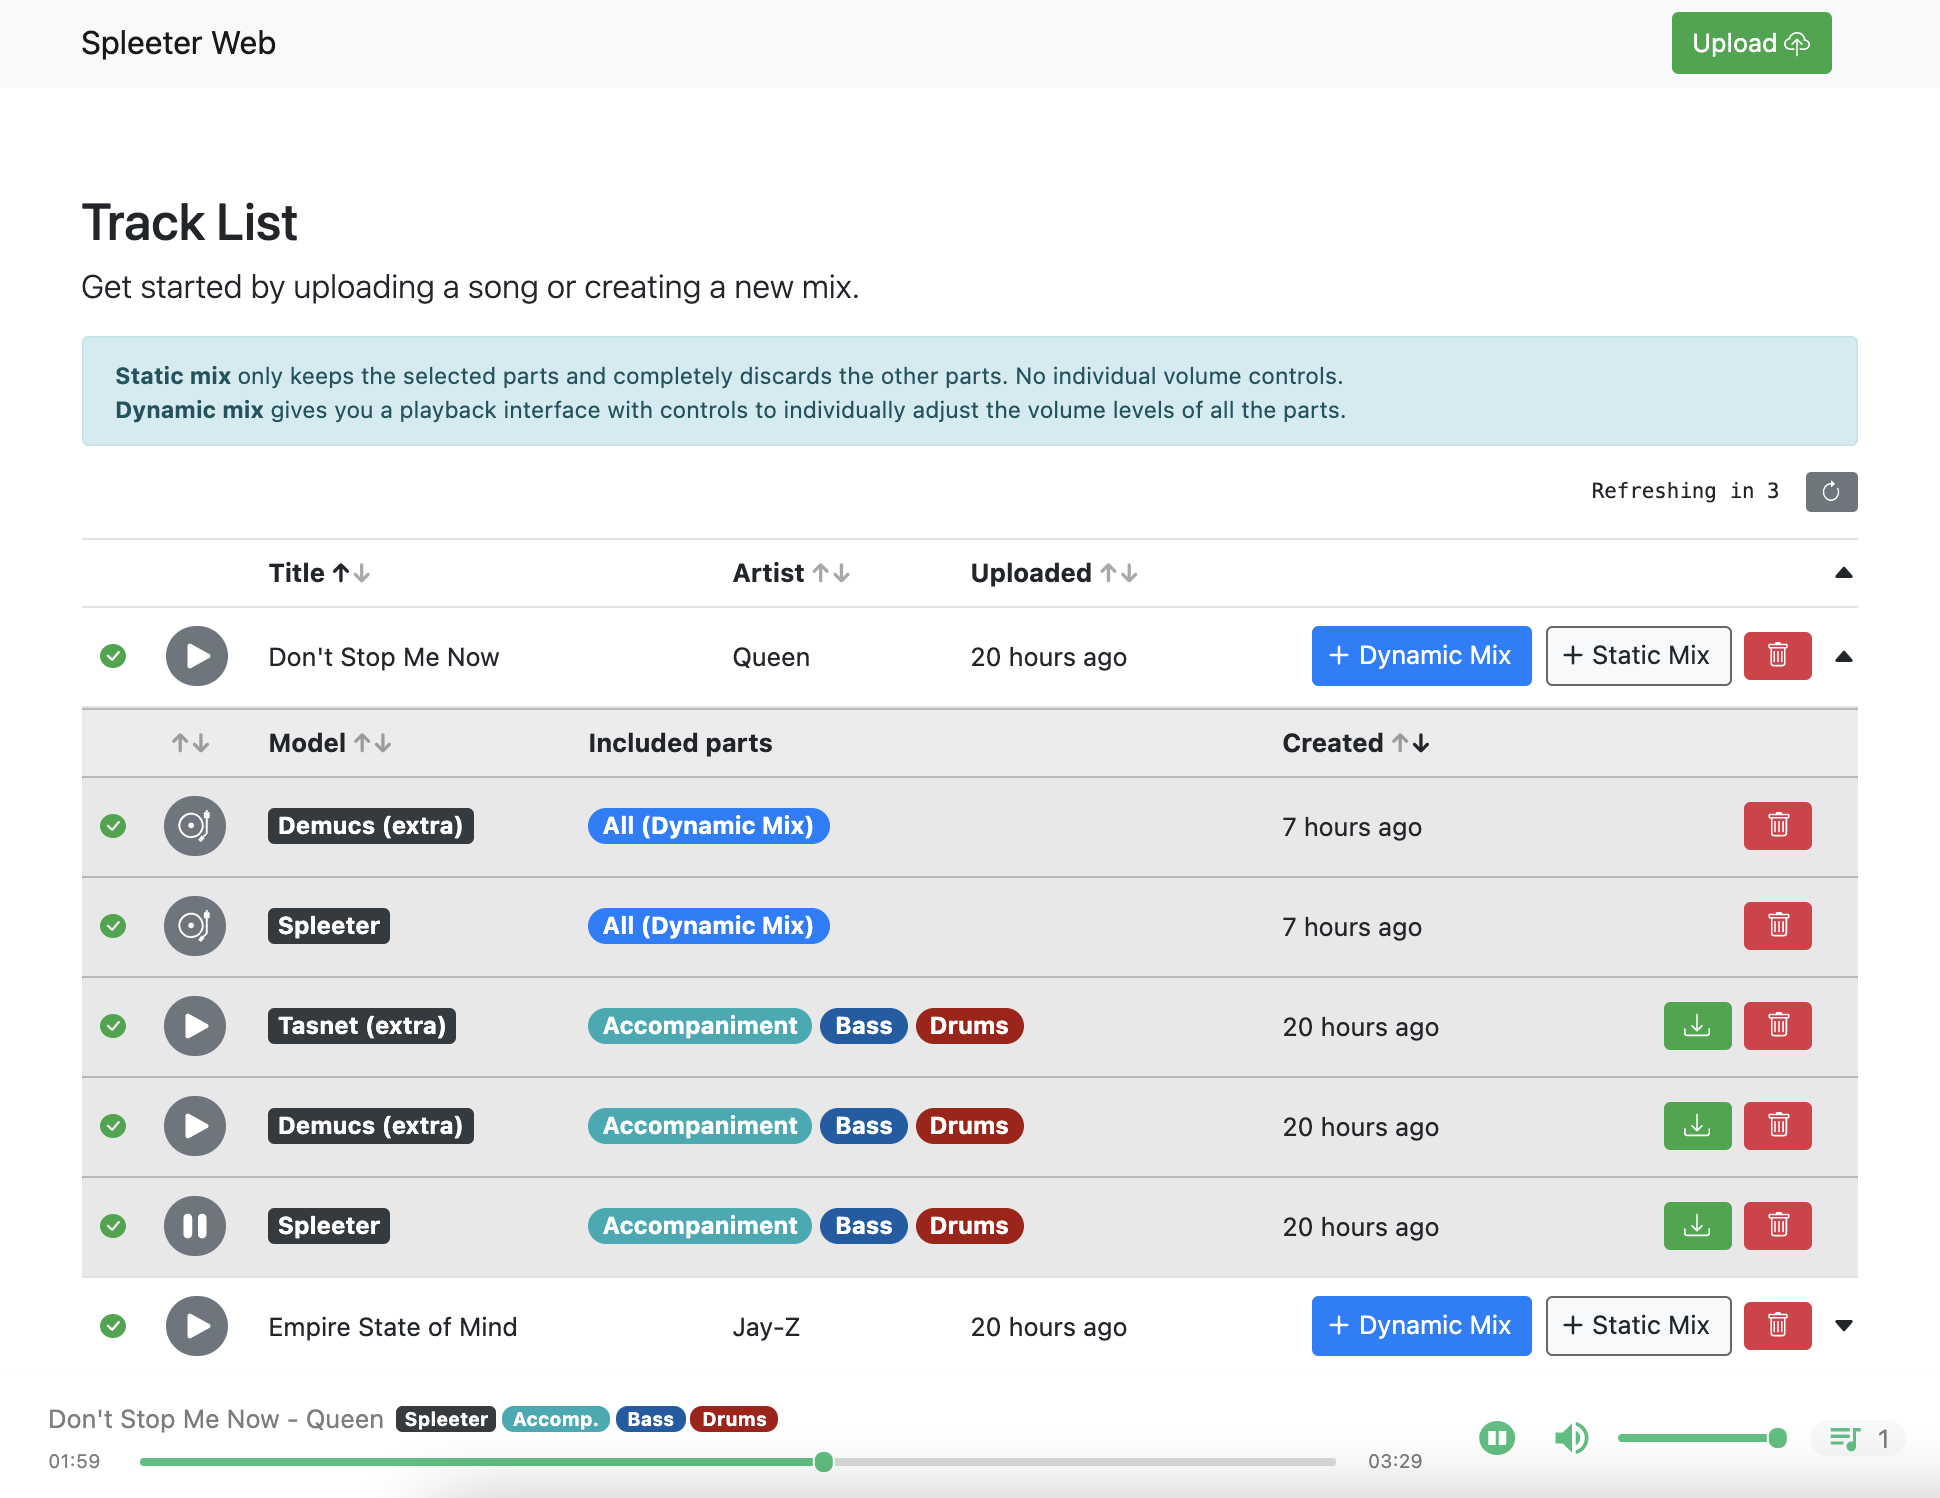 Spleeter Web
Upload
Track List
Get started by uploading a song or creating a new mix.
Static mix only keeps the selected parts and completely discards the other parts. No individual volume controls.
Dynamic mix gives you a playback interface with controls to individually adjust the volume levels of all the parts.
Refreshing in 3
Title Artist Uploaded
Don't Stop Me Now Queen 20 hours ago + Dynamic Mix + Static Mix
Model Included parts Created
Demucs (extra) All (Dynamic Mix) 7 hours ago
Spleeter All (Dynamic Mix) 7 hours ago
Tasnet (extra) Accompaniment Bass Drums 20 hours ago
Demucs (extra) Accompaniment Bass Drums 20 hours ago
Spleeter Accompaniment Bass Drums 20 hours ago
Empire State of Mind Jay-Z 20 hours ago + Dynamic Mix + Static Mix
Don't Stop Me Now - Queen Spleeter Accomp. Bass Drums
01:59 03:29 1